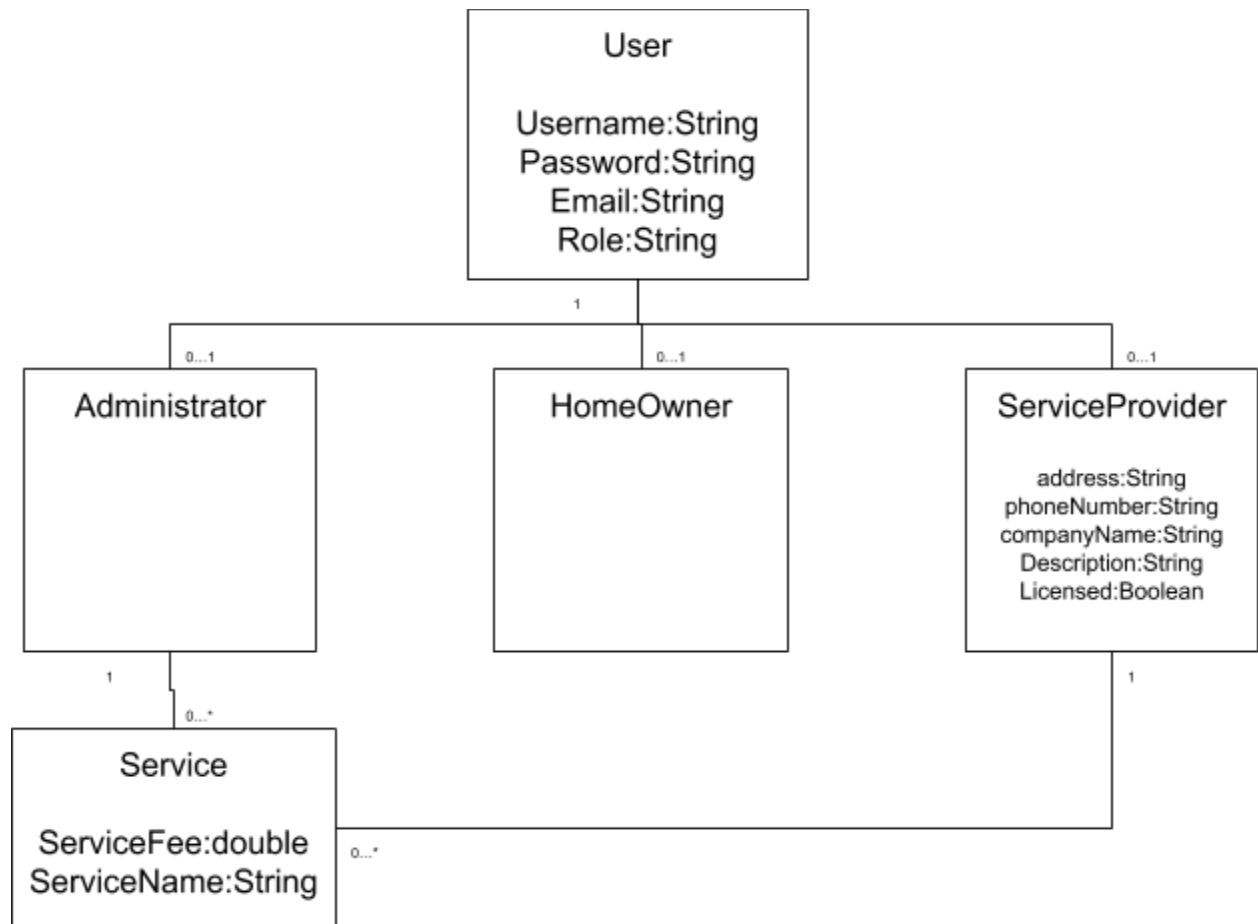 User
Username:String
Password:String
Email:String
Role:String
1
0...1
0...1
0...1
Administrator
HomeOwner
ServiceProvider
address:String
phoneNumber:String
companyName:String
Description:String
Licensed:Boolean
1
1
0...*
Service
ServiceFee:double
ServiceName:String
0...*